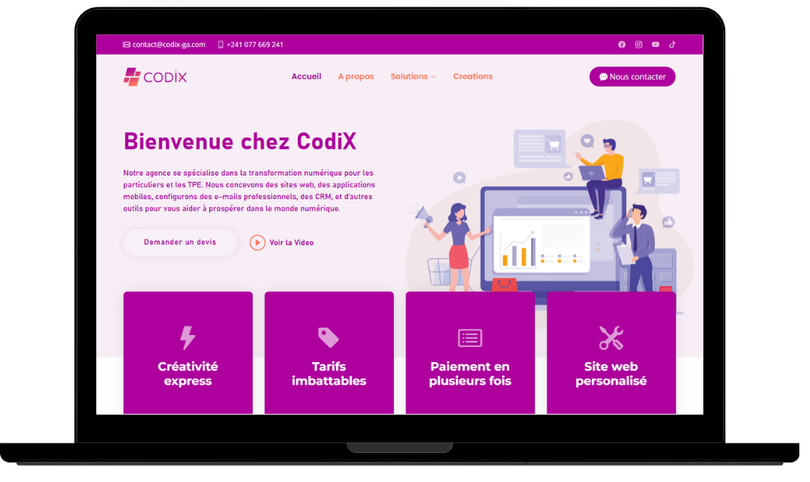 contact@codix-ga.com +241 077 669 241
CODIX
Accueil A propos Solutions Creations
Nous contacter
Bienvenue chez CodiX
Notre agence se spécialise dans la transformation numérique pour les
particuliers et les TPE. Nous concevons des sites web, des applications
mobiles, configurons des e-mails professionnels, des CRM, et d'autres
outils pour vous aider à prospérer dans le monde numérique.
Demander un devis
Voir la Video
Créativité
express
Tarifs
imbattables
Paiement en
plusieurs fois
Site web
personalisé